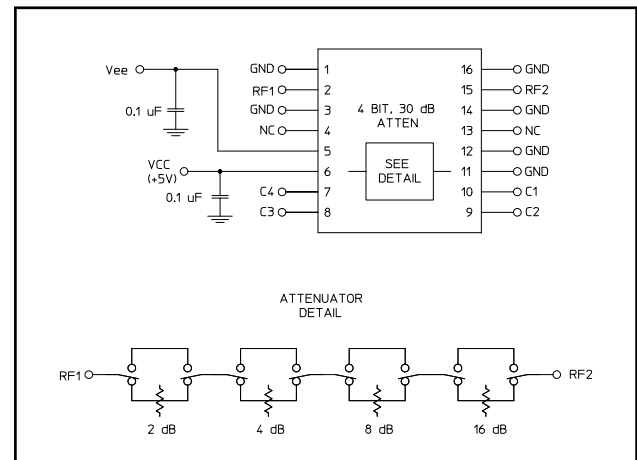 Vee
0.1 uF
VCC
(+5V)
0.1 uF
GND 1
RF1 2
GND 3
NC 4
5
6
C4 7
C3 8
4 BIT, 30 dB
ATTEN
SEE
DETAIL
16 GND
15 RF2
14 GND
13 NC
12 GND
11 GND
10 C1
9 C2
ATTENUATOR
DETAIL
RF1
RF2
2 dB
4 dB
8 dB
16 dB